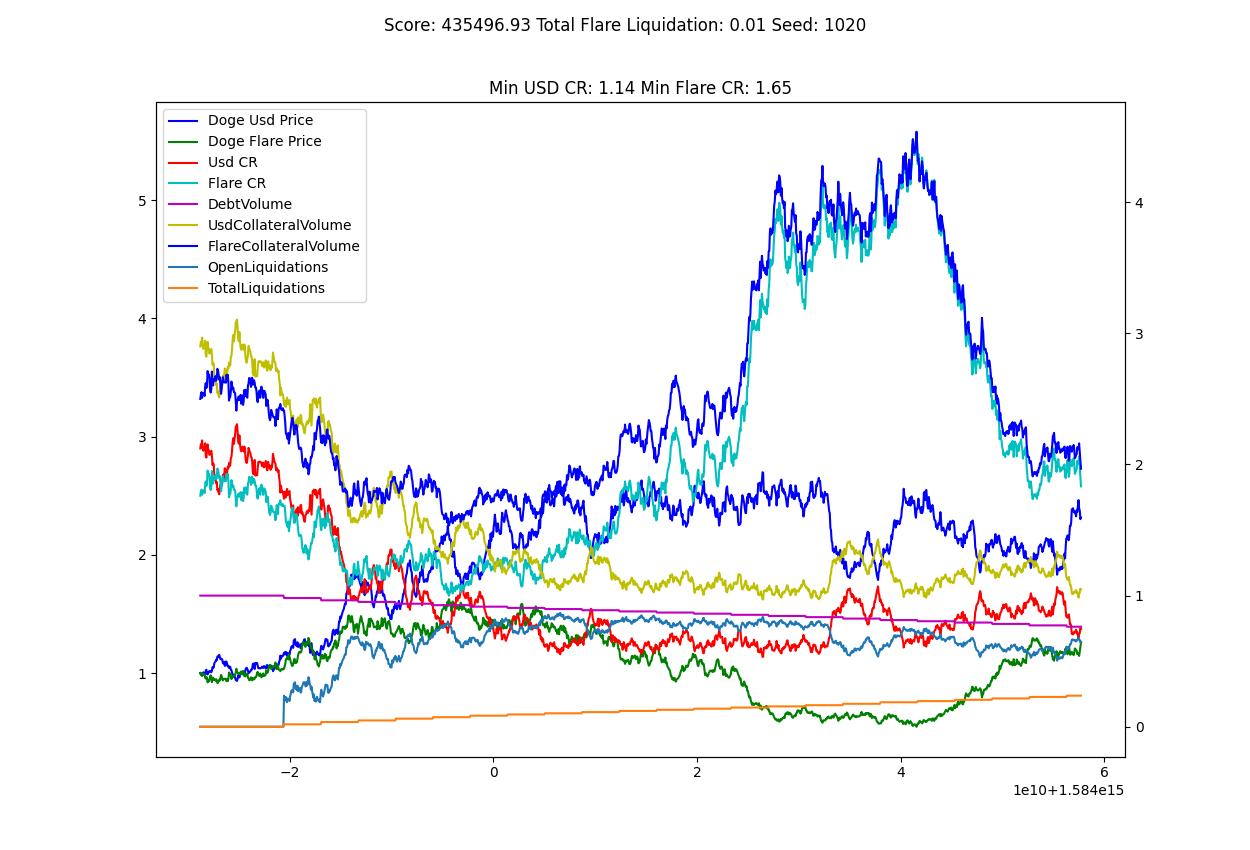 Score: 435496.93 Total Flare Liquidation: 0.01 Seed: 1020
Min USD CR: 1.14 Min Flare CR: 1.65
Doge Usd Price
Doge Flare Price
Usd CR
Flare CR
DebtVolume
UsdCollateralVolume
FlareCollateralVolume
OpenLiquidations
TotalLiquidations
5
4
3
2
1
4
3
2
1
0
−2
0
2
4
6
1e10+1.584e15